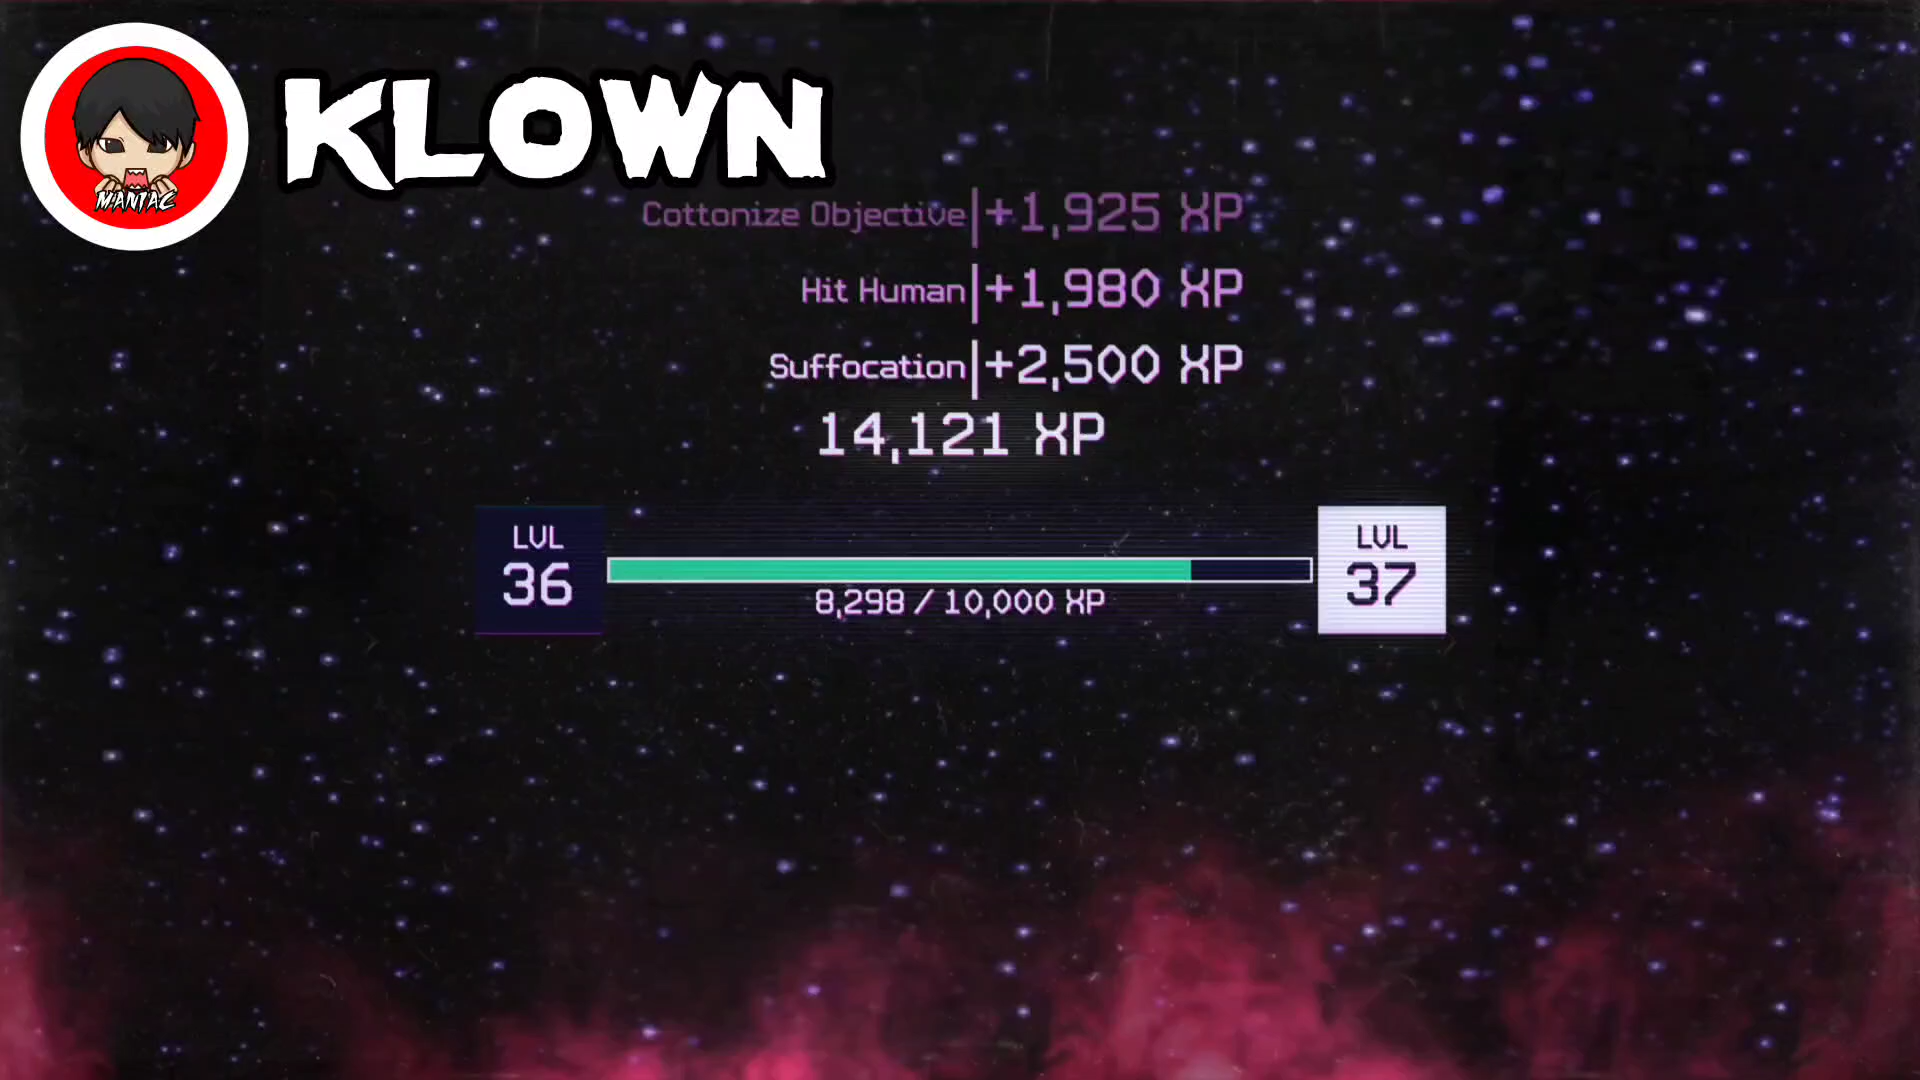 MANIAC
KLOWN
Cottonize Objective +1,925 XP
Hit Human +1,980 XP
Suffocation +2,500 XP
14,121 XP
LVL
36
8,298 / 10,000 XP
LVL
37